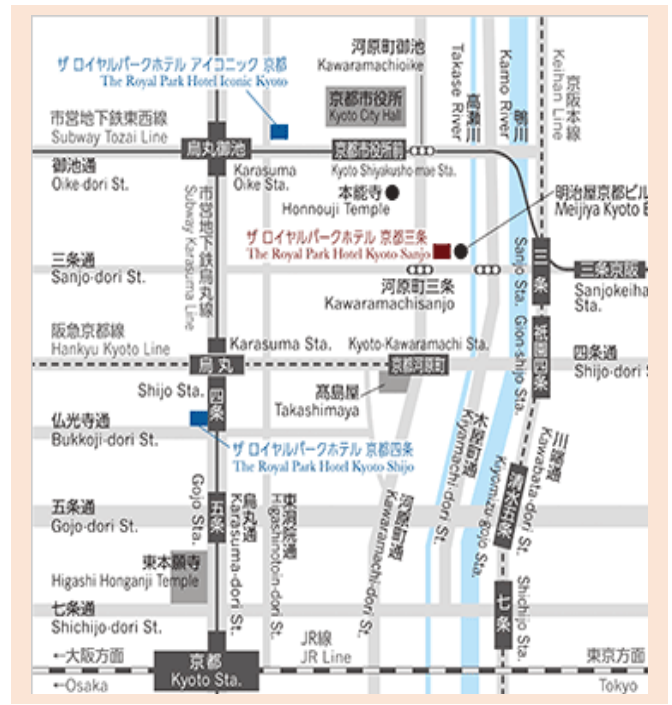 ザ ロイヤルパークホテル アイコニック 京都
The Royal Park Hotel Iconic Kyoto
河原町御池
Kawaramachioike
高瀬川
Takase River
鴨川
Kamo River
京阪本線
Keihan Line
京都市役所
Kyoto City Hall
市営地下鉄東西線
Subway Tozai Line
烏丸御池
京都市役所前
御池通
Oike-dori St.
Karasuma
Oike Sta.
Kyoto Shiyakusho-mae Sta.
市営地下鉄烏丸線
Subway Karasuma Line
本能寺
Honnouji Temple
明治屋京都ビル
Meijiya Kyoto B
ザ ロイヤルパークホテル 京都三条
The Royal Park Hotel Kyoto Sanjo
三条通
Sanjo-dori St.
河原町三条
Kawaramachisanjo
三条
Sanjo Sta.
三条京阪
Sanjokeiha
Sta.
阪急京都線
Hankyu Kyoto Line
Karasuma Sta.
Kyoto-Kawaramachi Sta.
烏丸
京都河原町
祇園四条
Gion-shijo Sta.
四条通
Shijo-dori S
Shijo Sta.
四条
髙島屋
Takashimaya
仏光寺通
Bukkoji-dori St.
ザ ロイヤルパークホテル 京都四条
The Royal Park Hotel Kyoto Shijo
木屋町通
Kiyamachi-dori St.
川端通
Kawabata-dori St.
河原町通
Kawaramachi-dori St.
清水五条
Kiyomizu-gojo Sta.
五条通
Gojo-dori St.
Gojo Sta.
五条
烏丸通
Karasuma-dori St.
東洞院通
Higashinotoin-dori St.
東本願寺
Higashi Honganji Temple
七条
Shichijo Sta.
七条通
Shichijo-dori St.
←大阪方面
←Osaka
京都
Kyoto Sta.
JR線
JR Line
東京方面
Tokyo